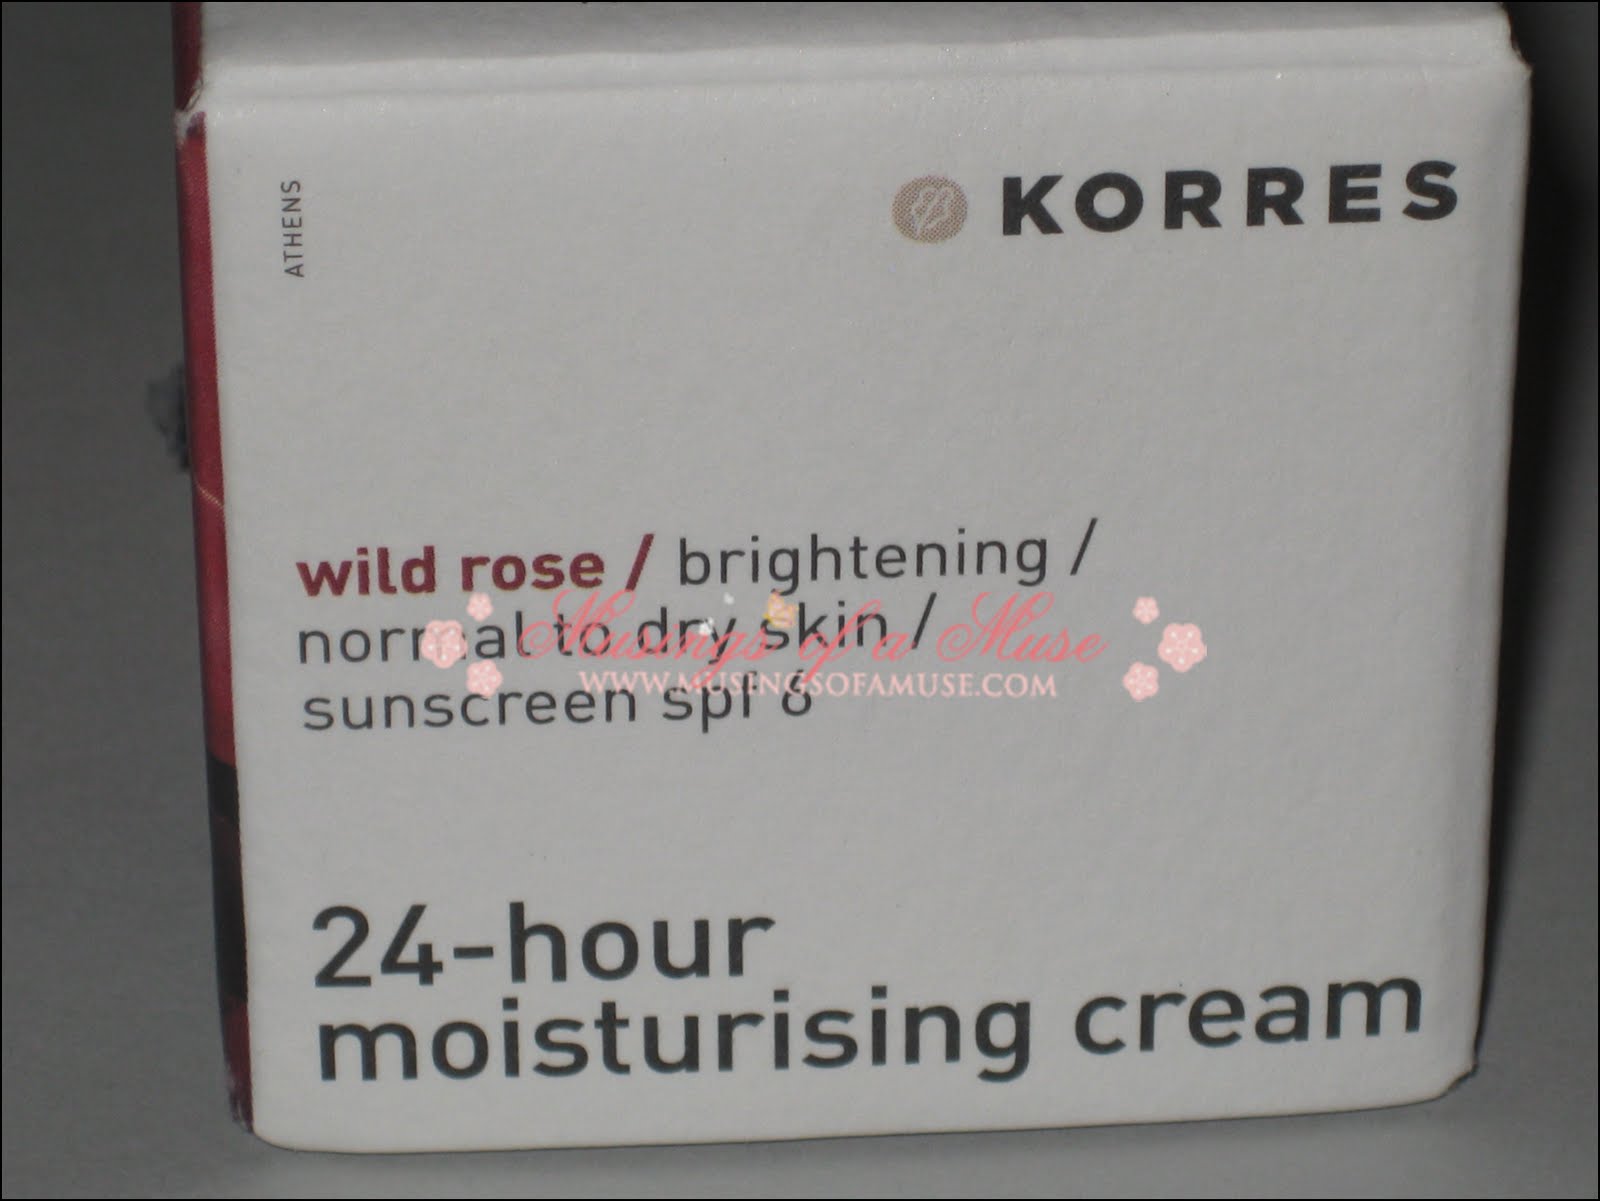 ATHENS
KORRES
wild rose / brightening /
normal to dry skin /
Musings of a Muse
WWW.MUSINGSOFAMUSE.COM
sunscreen spf 6
24-hour
moisturising cream